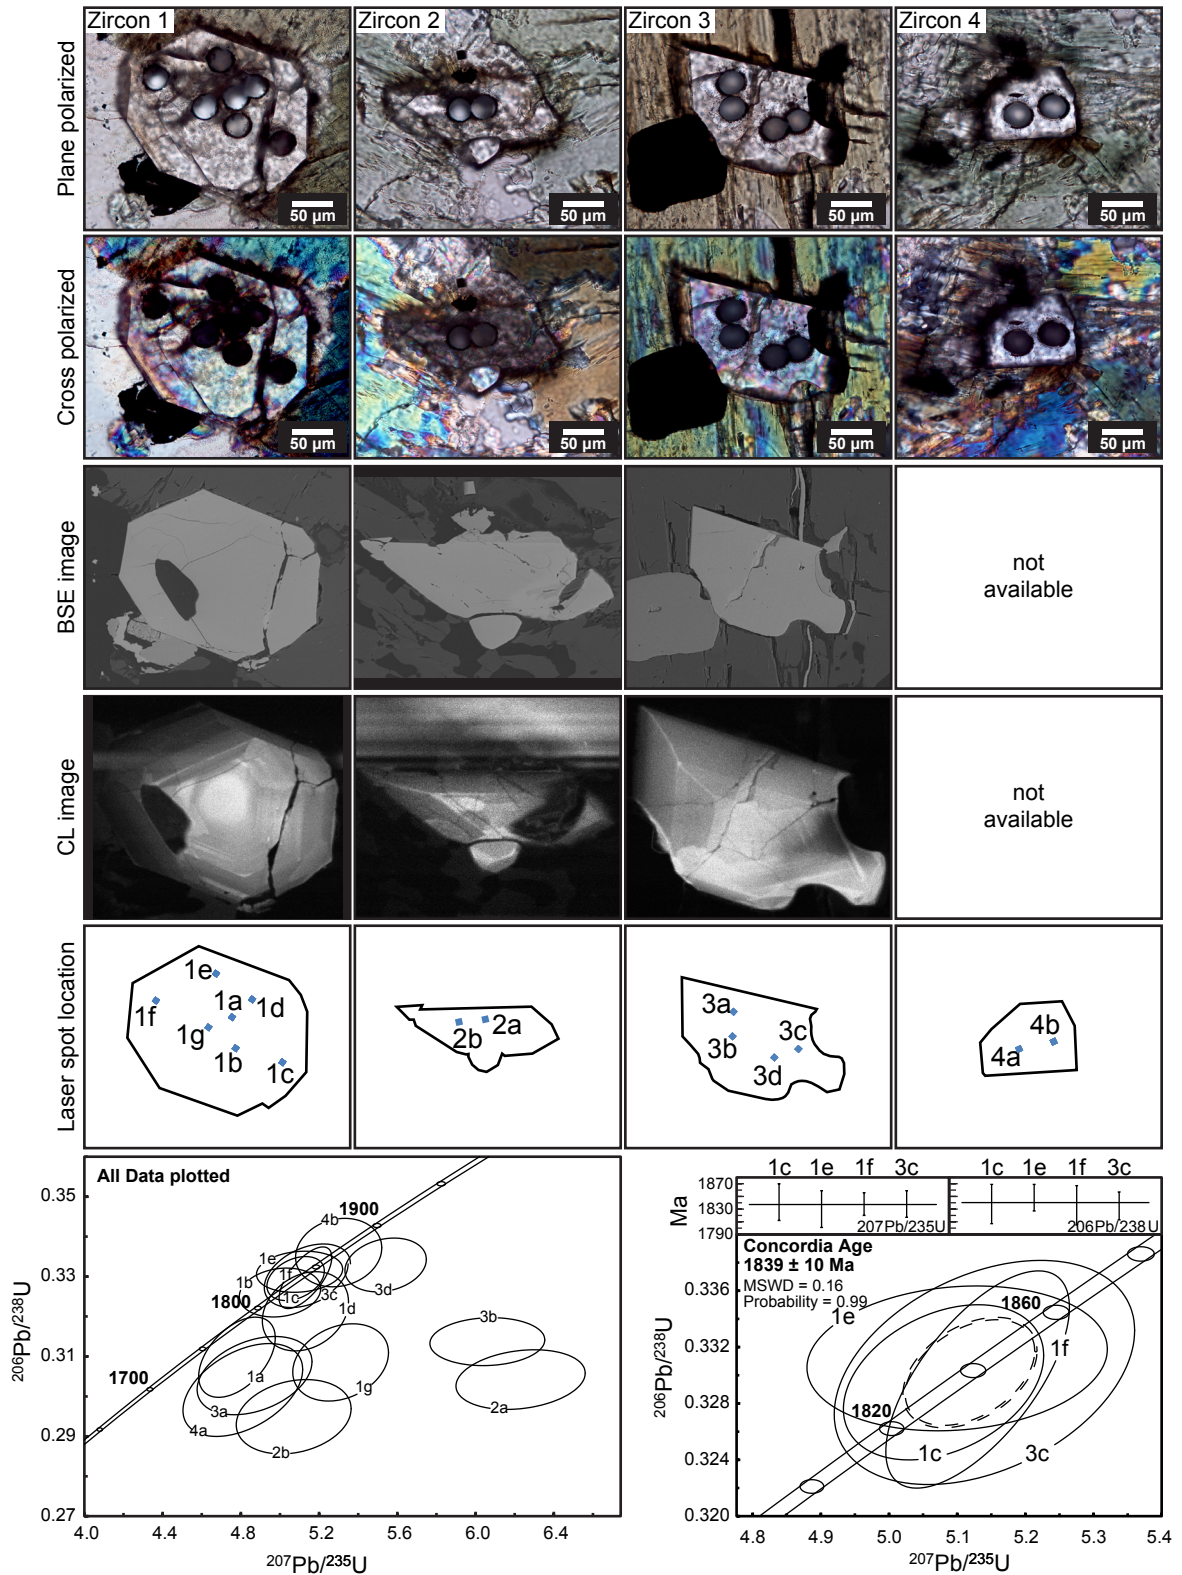 Zircon 1
Zircon 2
Zircon 3
Zircon 4
Plane polarized
50 µm
50 µm
50 µm
50 µm
Cross polarized
50 µm
50 µm
50 µm
50 µm
BSE image
not
available
CL image
not
available
Laser spot location
1e
1a
1d
1f
1g
1b
1c
2b
2a
3a
3b
3c
3d
4b
4a
All Data plotted
0.35
0.33
0.31
0.29
0.27
206Pb/238U
4.0
4.4
4.8
5.2
5.6
6.0
6.4
207Pb/235U
1900
1800
1700
4b
1e
1f
1b
1c
3c
3d
1d
3b
1a
1g
3a
2a
4a
2b
1c
1e
1f
3c
1c
1e
1f
3c
Ma
1870
1830
1790
207Pb/235U
206Pb/238U
Concordia Age
1839 ± 10 Ma
MSWD = 0.16
Probability = 0.99
1860
1820
1e
1f
1c
3c
0.336
0.332
0.328
0.324
0.320
206Pb/238U
4.8
4.9
5.0
5.1
5.2
5.3
5.4
207Pb/235U